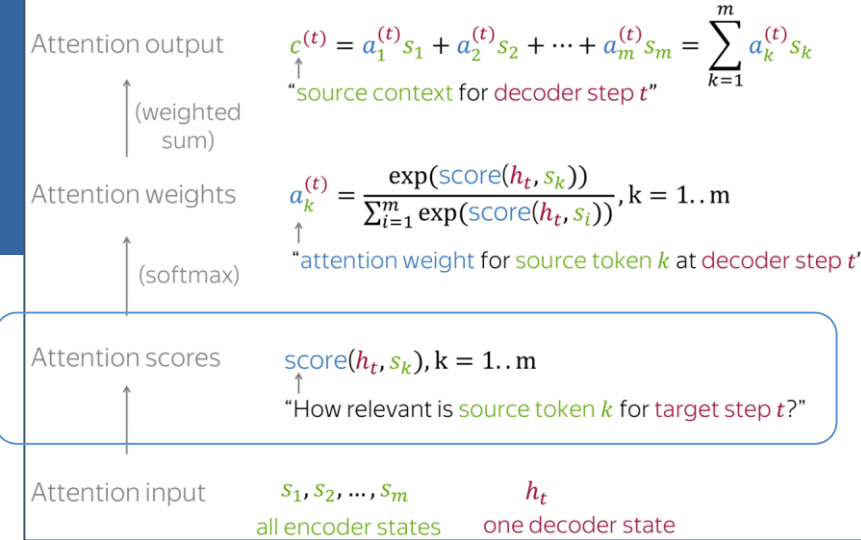 Attention output c^(t) = a_1^(t) s_1 + a_2^(t) s_2 + ⋯ + a_m^(t) s_m = ∑_{k=1}^{m} a_k^(t) s_k
“source context for decoder step t”
(weighted
sum)
Attention weights a_k^(t) = exp(score(h_t, s_k)) / ∑_{i=1}^{m} exp(score(h_t, s_i)), k = 1..m
“attention weight for source token k at decoder step t”
(softmax)
Attention scores score(h_t, s_k), k = 1..m
“How relevant is source token k for target step t?”
Attention input s_1, s_2, …, s_m h_t
all encoder states one decoder state